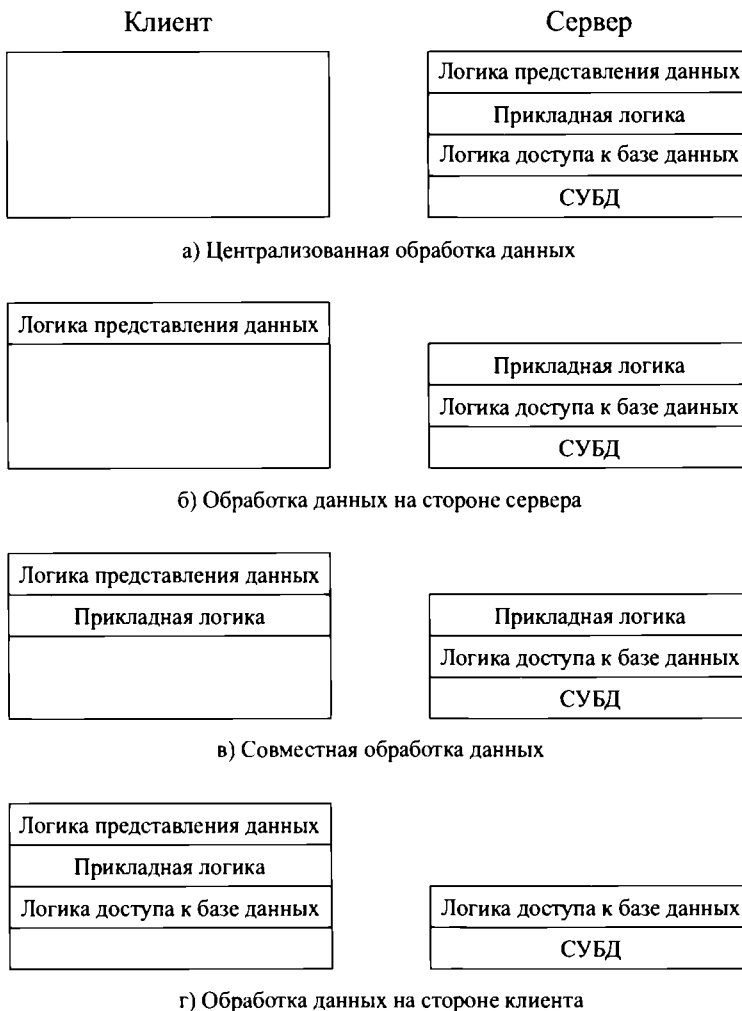 Клиент
Сервер
Логика представления данных
Прикладная логика
Логика доступа к базе данных
СУБД
а) Централизованная обработка данных
Логика представления данных
Прикладная логика
Логика доступа к базе даиных
СУБД
б) Обработка данных на стороне сервера
Логика представления данных
Прикладная логика
Прикладная логика
Логика доступа к базе данных
СУБД
в) Совместная обработка данных
Логика представления данных
Прикладная логика
Логика доступа к базе данных
Логика доступа к базе данных
СУБД
г) Обработка данных на стороне клиента